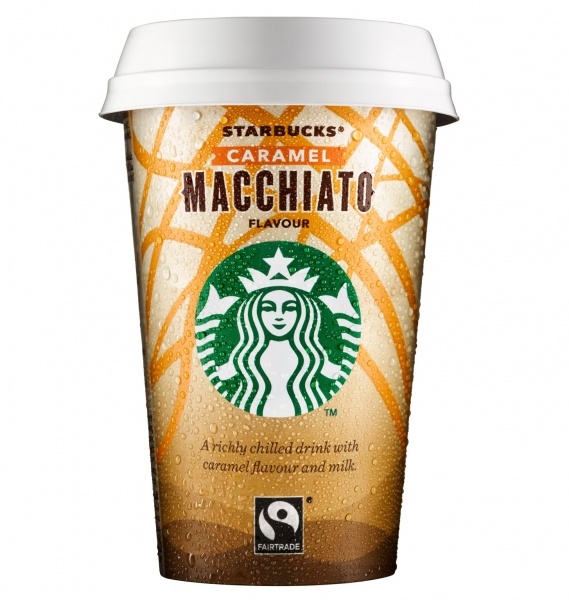 STARBUCKS®
CARAMEL
MACCHIATO
FLAVOUR
TM
A richly chilled drink with
caramel flavour and milk.
®
FAIRTRADE